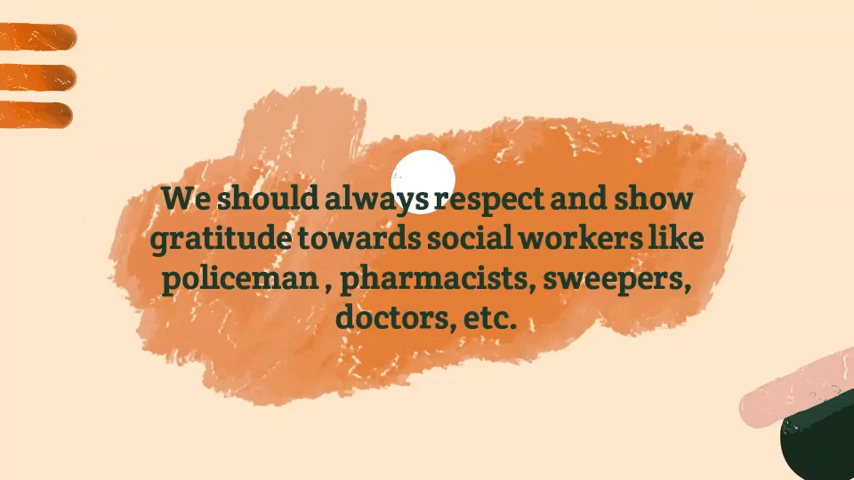 We should always respect and show
gratitude towards social workers like
policeman , pharmacists, sweepers,
doctors, etc.